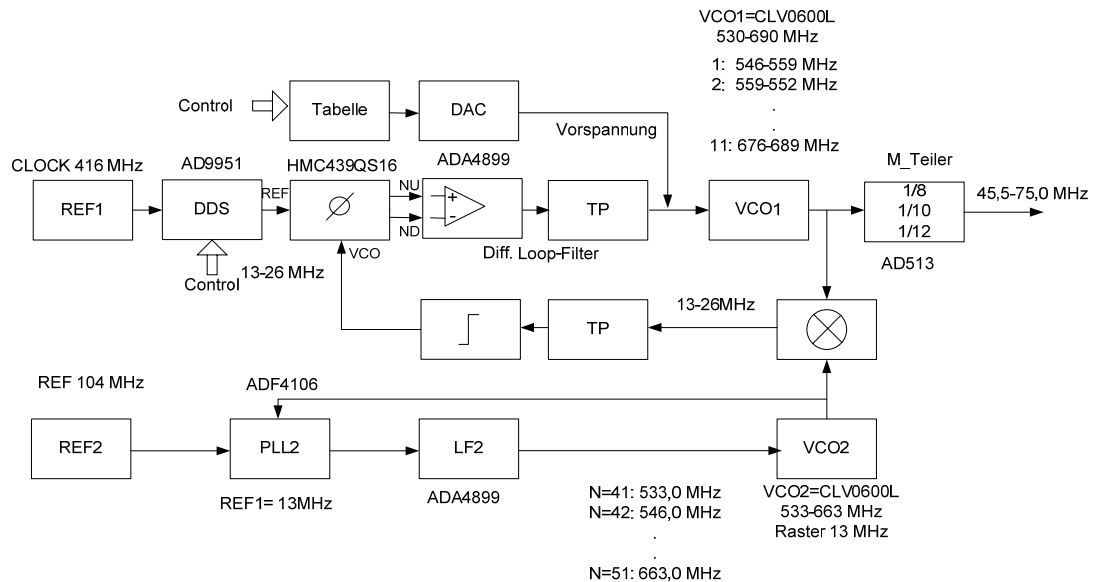 VCO1=CLV0600L
530-690 MHz
1: 546-559 MHz
2: 559-552 MHz
.
.
11: 676-689 MHz
Control
Tabelle
DAC
Vorspannung
ADA4899
CLOCK 416 MHz
AD9951
HMC439QS16
M_Teiler
REF1
DDS
REF
NU
ND
+
-
TP
VCO1
1/8
1/10
1/12
45,5-75,0 MHz
VCO
Diff. Loop-Filter
AD513
Control
13-26 MHz
TP
13-26MHz
REF 104 MHz
ADF4106
REF2
PLL2
LF2
VCO2
REF1= 13MHz
ADA4899
N=41: 533,0 MHz
N=42: 546,0 MHz
.
.
N=51: 663,0 MHz
VCO2=CLV0600L
533-663 MHz
Raster 13 MHz